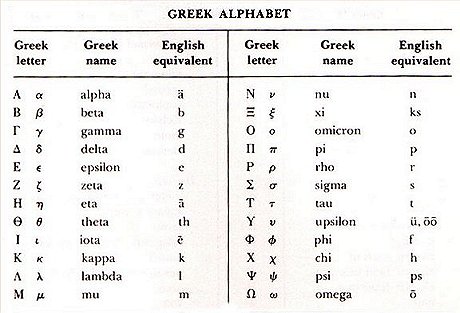 GREEK ALPHABET
Greek letter Greek name English equivalent Greek letter Greek name English equivalent
Α α alpha ä Ν ν nu n
Β β beta b Ξ ξ xi ks
Γ γ gamma g Ο ο omicron o
Δ δ delta d Π π pi p
Ε ϵ epsilon e Ρ ρ rho r
Ζ ζ zeta z Σ σ sigma s
Η η eta ā Τ τ tau t
Θ θ theta th Υ υ upsilon ü, ōō
Ι ι iota ē Φ ϕ phi f
Κ κ kappa k Χ χ chi h
Λ λ lambda l Ψ ψ psi ps
Μ μ mu m Ω ω omega ō